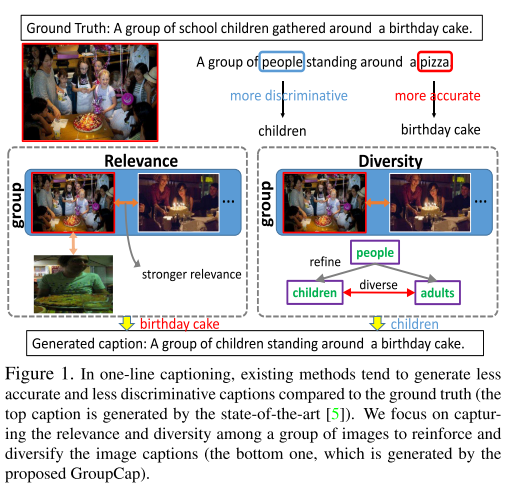 Ground Truth: A group of school children gathered around a birthday cake.
A group of people standing around a pizza.
more discriminative
more accurate
children
birthday cake
Relevance
group
...
stronger relevance
birthday cake
Diversity
group
...
people
refine
diverse
children
adults
children
Generated caption: A group of children standing around a birthday cake.
Figure 1. In one-line captioning, existing methods tend to generate less
accurate and less discriminative captions compared to the ground truth (the
top caption is generated by the state-of-the-art [5]). We focus on captur-
ing the relevance and diversity among a group of images to reinforce and
diversify the image captions (the bottom one, which is generated by the
proposed GroupCap).